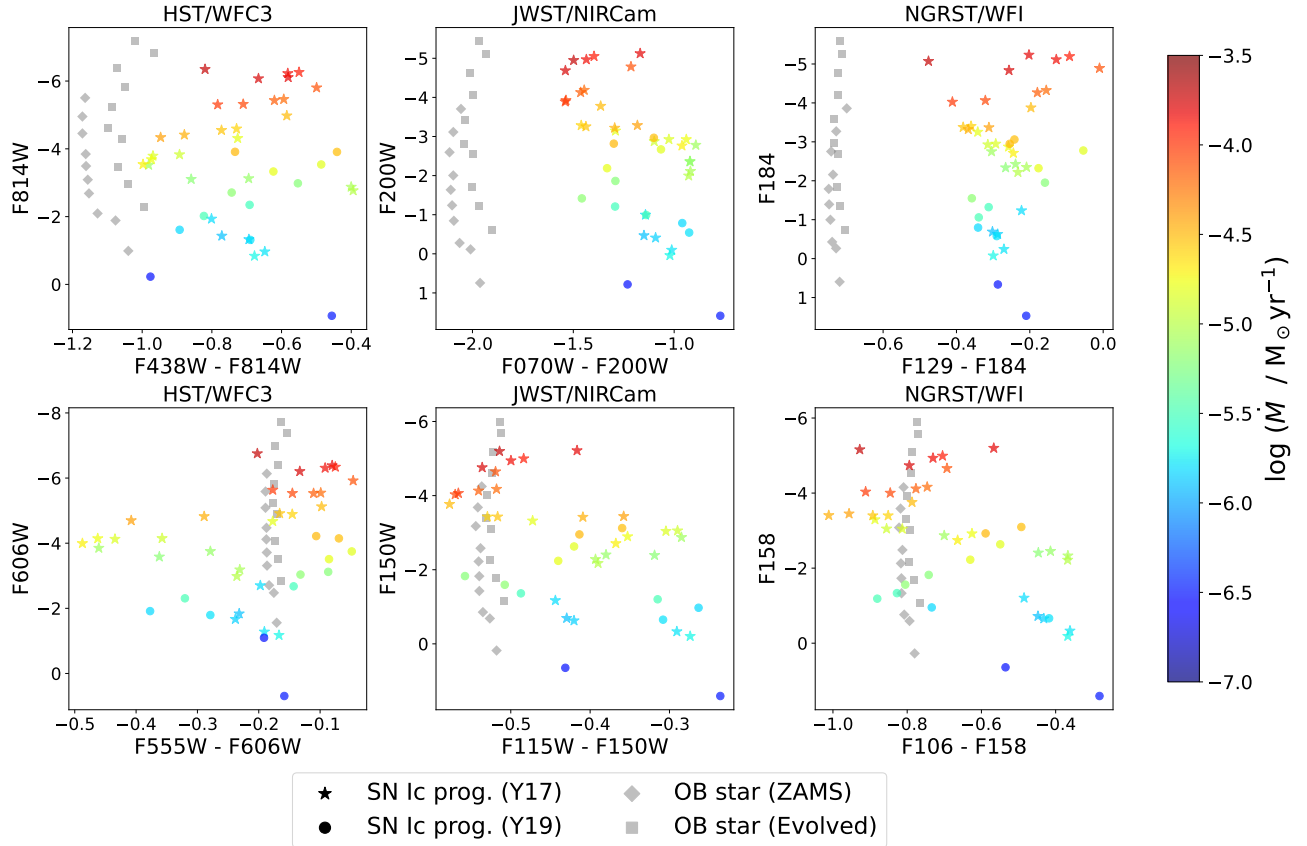 HST/WFC3
JWST/NIRCam
NGRST/WFI
−6
−4
−2
0
F814W
−1.2
−1.0
−0.8
−0.6
−0.4
F438W - F814W
−5
−4
−3
−2
−1
0
1
F200W
−2.0
−1.5
−1.0
F070W - F200W
−5
−4
−3
−2
−1
0
1
F184
−0.6
−0.4
−0.2
0.0
F129 - F184
HST/WFC3
JWST/NIRCam
NGRST/WFI
−8
−6
−4
−2
0
F606W
−0.5
−0.4
−0.3
−0.2
−0.1
F555W - F606W
−6
−4
−2
0
F150W
−0.5
−0.4
−0.3
F115W - F150W
−6
−4
−2
0
F158
−1.0
−0.8
−0.6
−0.4
F106 - F158
−3.5
−4.0
−4.5
−5.0
−5.5
−6.0
−6.5
−7.0
log (Ṁ / M⊙ yr⁻¹)
SN Ic prog. (Y17)
SN Ic prog. (Y19)
OB star (ZAMS)
OB star (Evolved)